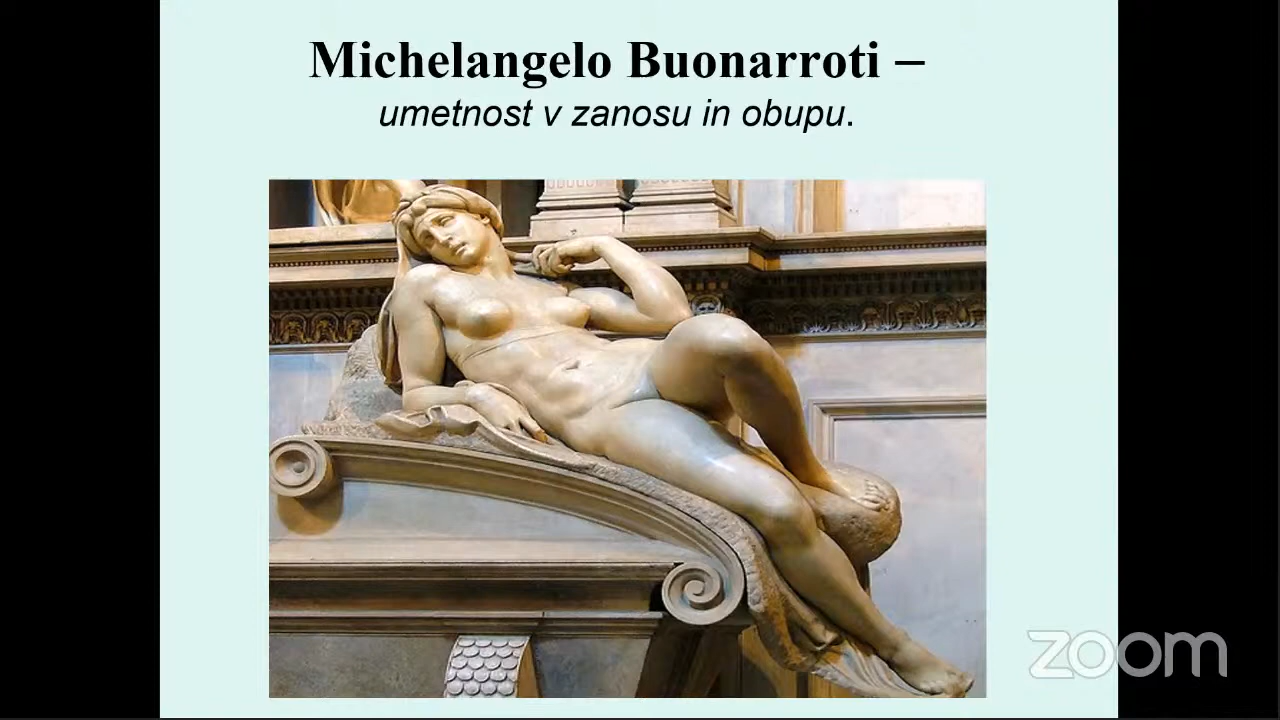 Michelangelo Buonarroti –
umetnost v zanosu in obupu.
zoom